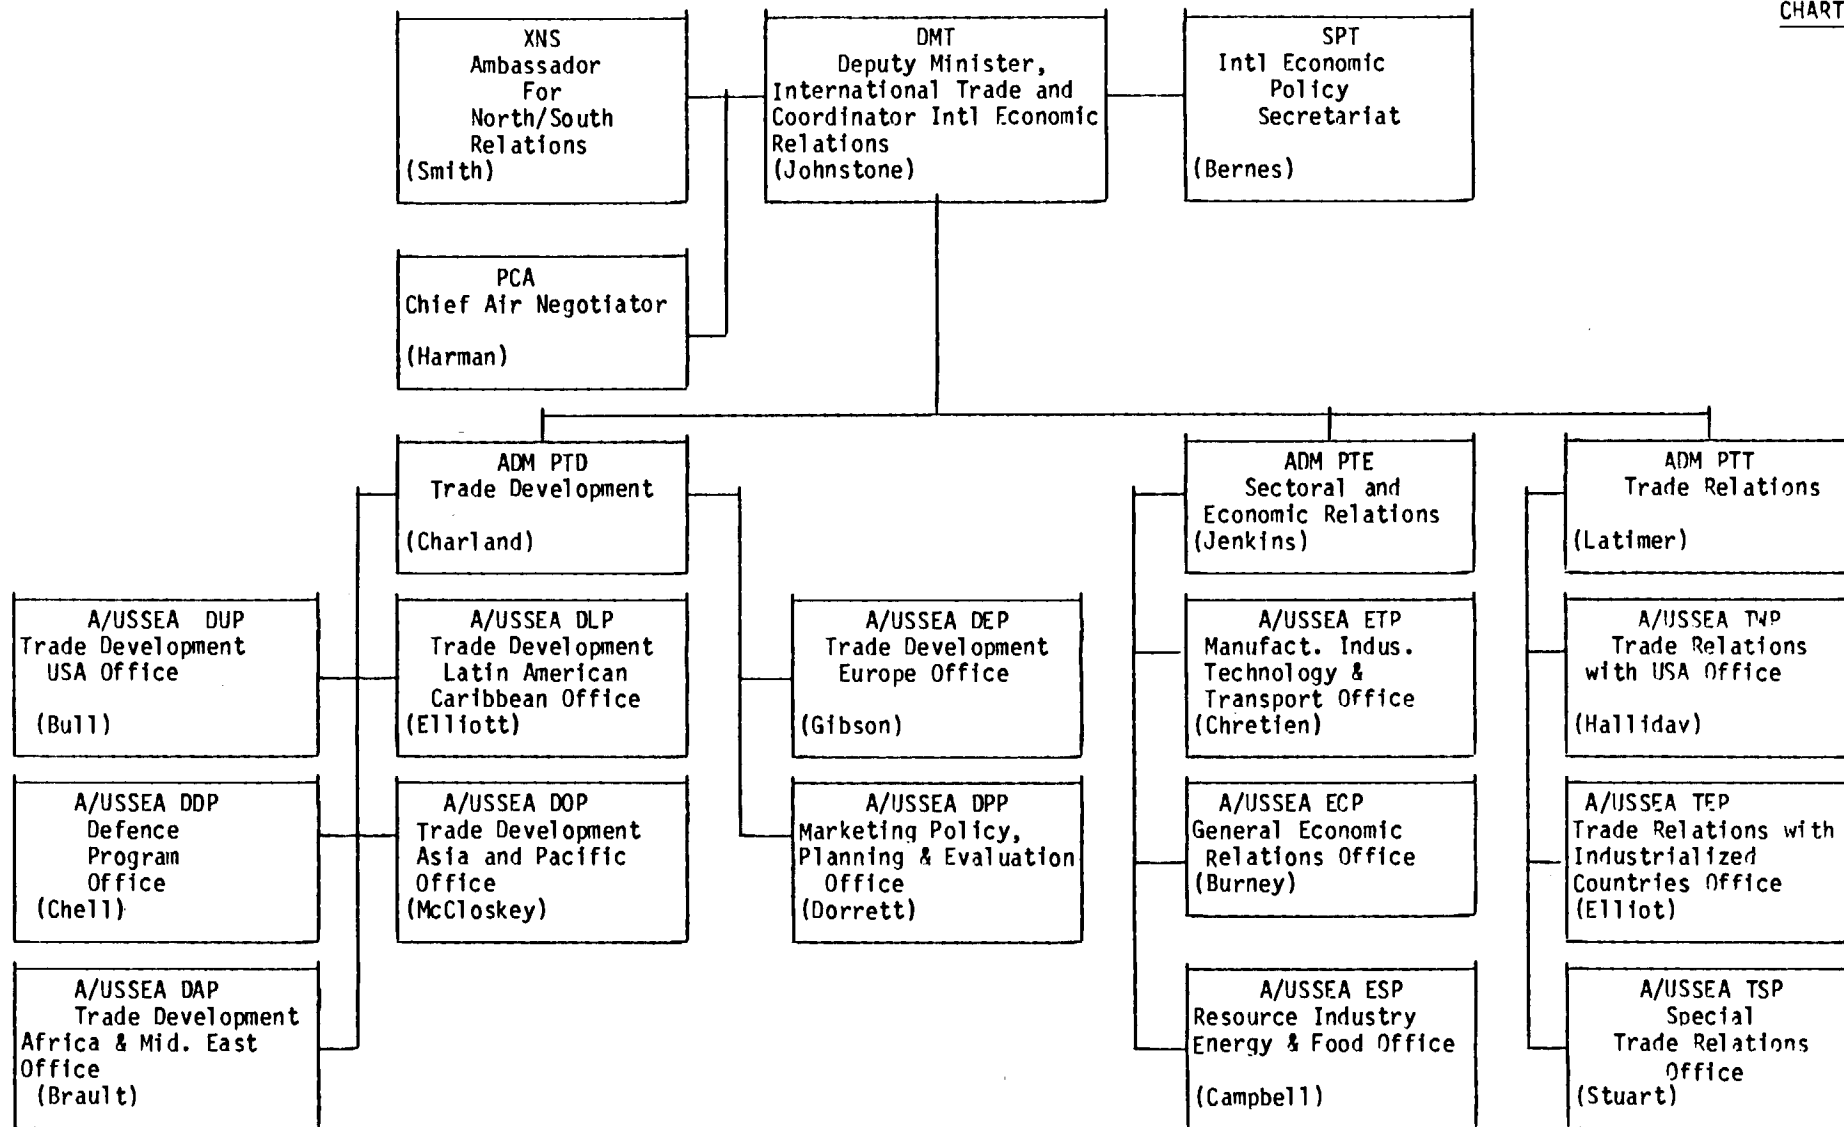 CHART
XNS
Ambassador
For
North/South
Relations
(Smith)
DMT
Deputy Minister,
International Trade and
Coordinator Intl Economic
Relations
(Johnstone)
SPT
Intl Economic
Policy
Secretariat
(Bernes)
PCA
Chief Air Negotiator
(Harman)
ADM PTD
Trade Development
(Charland)
ADM PTE
Sectoral and
Economic Relations
(Jenkins)
ADM PTT
Trade Relations
(Latimer)
A/USSEA DUP
Trade Development
USA Office
(Bull)
A/USSEA DLP
Trade Development
Latin American
Caribbean Office
(Elliott)
A/USSEA DEP
Trade Development
Europe Office
(Gibson)
A/USSEA ETP
Manufact. Indus.
Technology &
Transport Office
(Chretien)
A/USSEA TWP
Trade Relations
with USA Office
(Halliday)
A/USSEA DDP
Defence
Program
Office
(Chell)
A/USSEA DOP
Trade Development
Asia and Pacific
Office
(McCloskey)
A/USSEA DPP
Marketing Policy,
Planning & Evaluation
Office
(Dorrett)
A/USSEA ECP
General Economic
Relations Office
(Burney)
A/USSEA TEP
Trade Relations with
Industrialized
Countries Office
(Elliot)
A/USSEA DAP
Trade Development
Africa & Mid. East
Office
(Brault)
A/USSEA ESP
Resource Industry
Energy & Food Office
(Campbell)
A/USSEA TSP
Special
Trade Relations
Office
(Stuart)